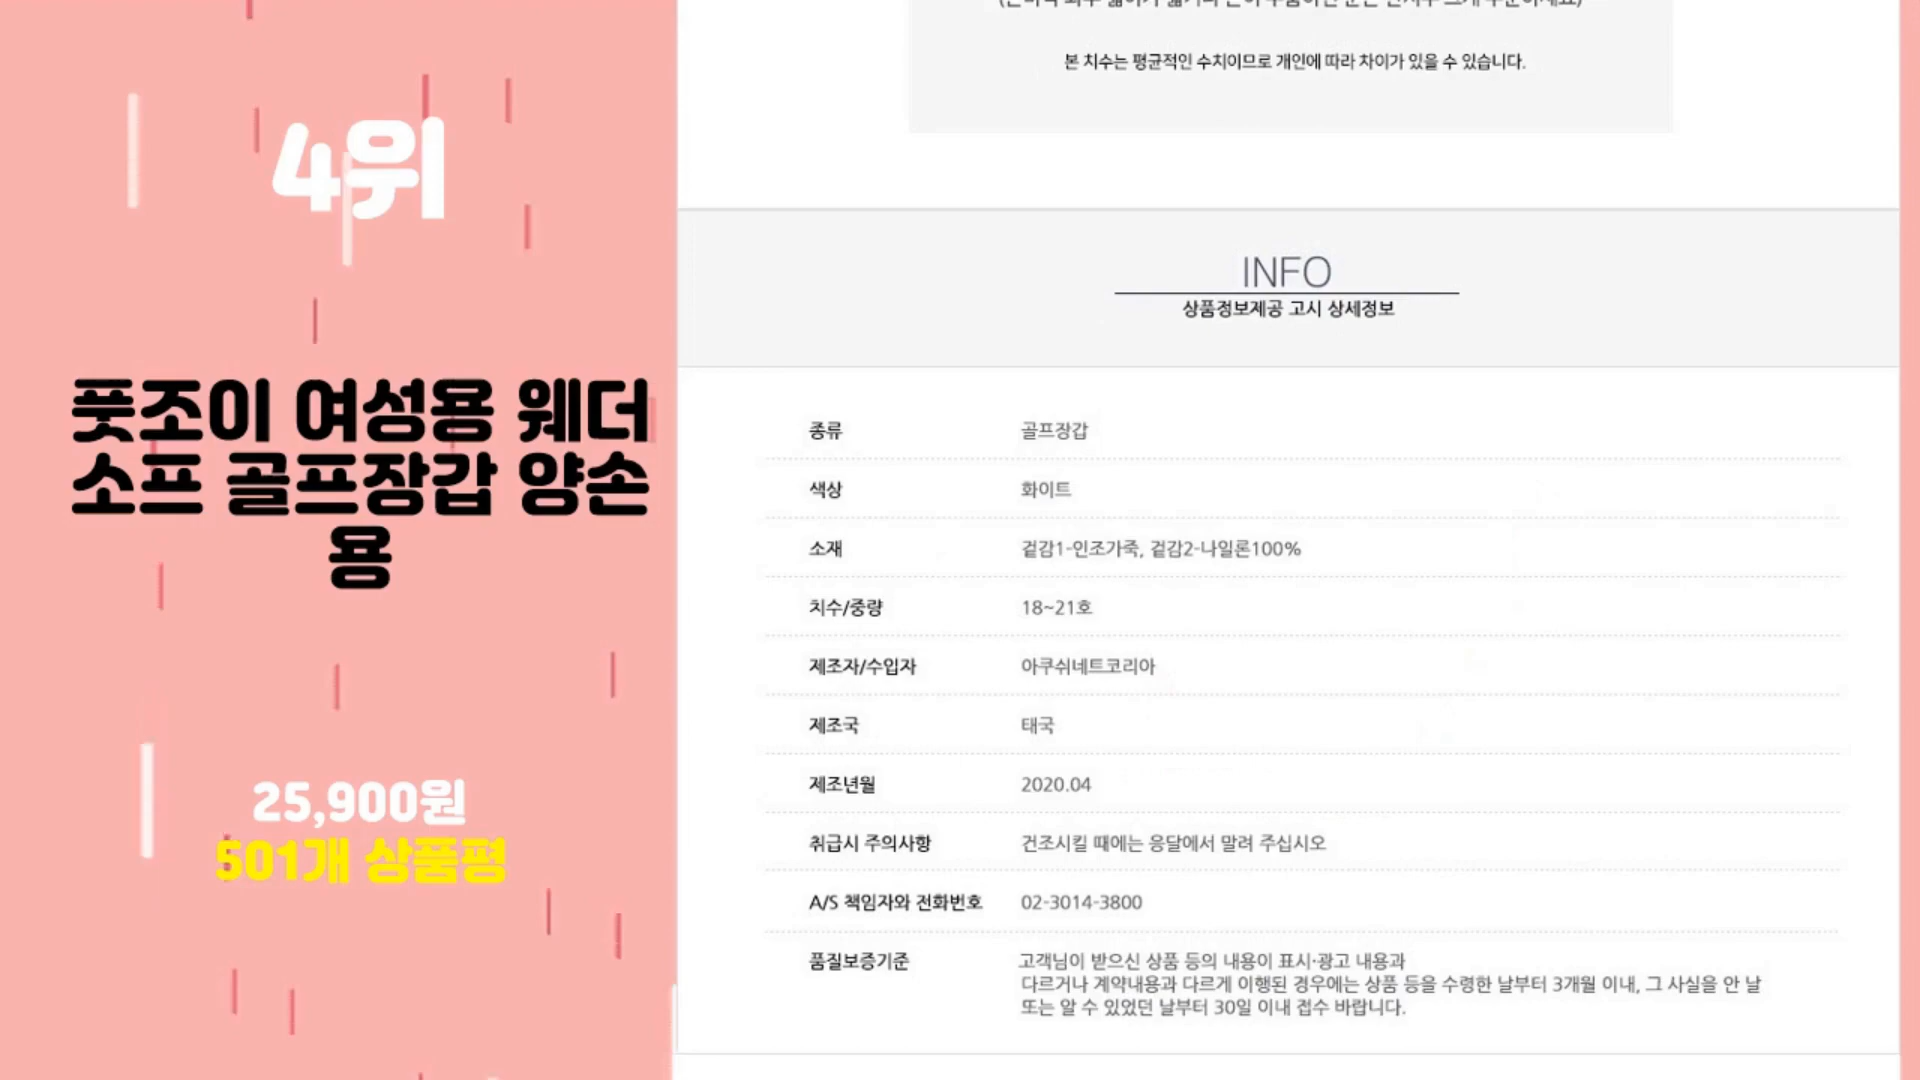 4위
풋조이 여성용 웨더
소프 골프장갑 양손
용
25,900원
501개 상품평
본 치수는 평균적인 수치이므로 개인에 따라 차이가 있을 수 있습니다.
INFO
상품정보제공 고시 상세정보
종류 골프장갑
색상 화이트
소재 겉감1-인조가죽, 겉감2-나일론100%
치수/중량 18~21호
제조자/수입자 아쿠쉬네트코리아
제조국 태국
제조년월 2020.04
취급시 주의사항 건조시킬 때에는 응달에서 말려 주십시오
A/S 책임자와 전화번호 02-3014-3800
품질보증기준 고객님이 받으신 상품 등의 내용이 표시·광고 내용과
다르거나 계약내용과 다르게 이행된 경우에는 상품 등을 수령한 날부터 3개월 이내, 그 사실을 안 날
또는 알 수 있었던 날부터 30일 이내 접수 바랍니다.